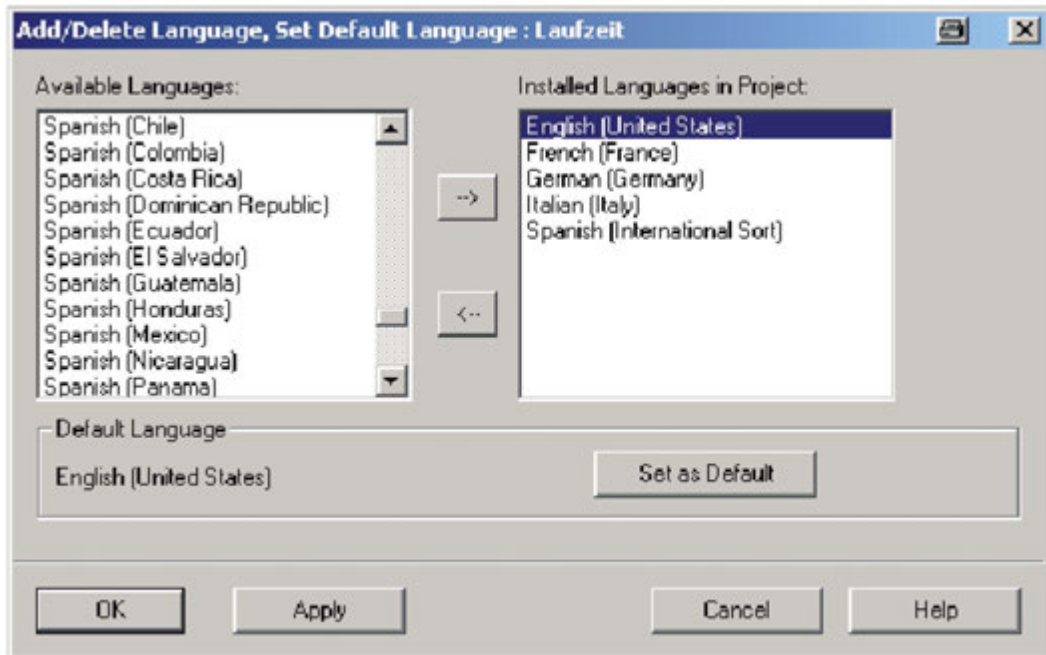 Add/Delete Language, Set Default Language : Laufzeit
Available Languages:
Spanish (Chile)
Spanish (Colombia)
Spanish (Costa Rica)
Spanish (Dominican Republic)
Spanish (Ecuador)
Spanish (El Salvador)
Spanish (Guatemala)
Spanish (Honduras)
Spanish (Mexico)
Spanish (Nicaragua)
Spanish (Panama)
-->
<--
Installed Languages in Project:
English (United States)
French (France)
German (Germany)
Italian (Italy)
Spanish (International Sort)
Default Language
English (United States)
Set as Default
OK
Apply
Cancel
Help